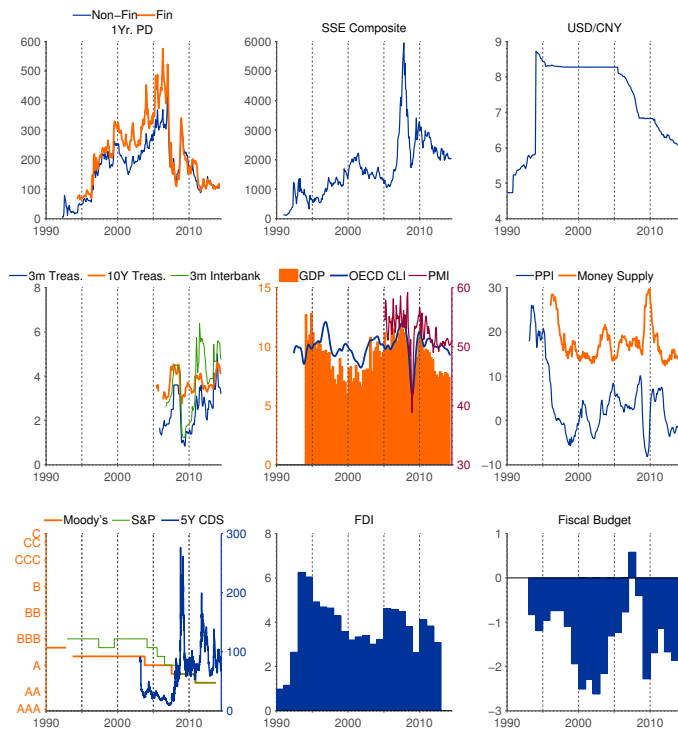 Non−Fin Fin
1Yr. PD
600
500
400
300
200
100
0
1990 2000 2010
SSE Composite
6000
5000
4000
3000
2000
1000
0
1990 2000 2010
USD/CNY
9
8
7
6
5
4
1990 2000 2010
3m Treas. 10Y Treas. 3m Interbank
8
6
4
2
0
1990 2000 2010
GDP OECD CLI PMI
15
10
5
0
60
50
40
30
1990 2000 2010
PPI Money Supply
30
20
10
0
−10
1990 2000 2010
Moody's S&P 5Y CDS
C
CC
CCC
B
BB
BBB
A
AA
AAA
300
200
100
0
1990 2000 2010
FDI
8
6
4
2
0
1990 2000 2010
Fiscal Budget
1
0
−1
−2
−3
1990 2000 2010